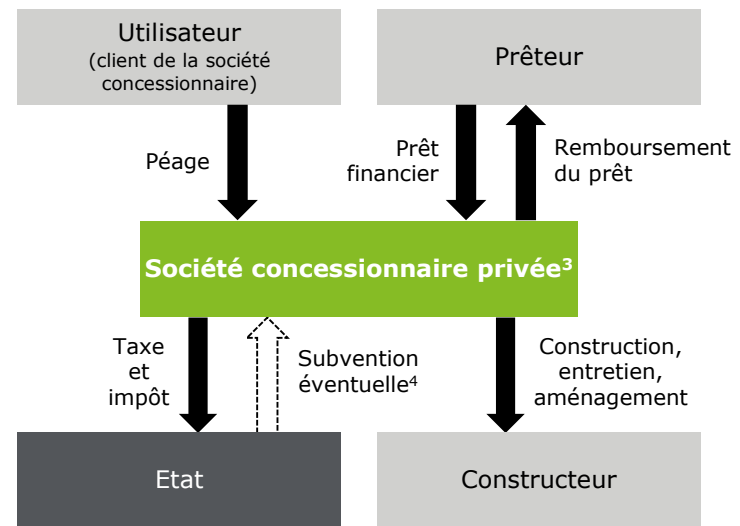 Utilisateur
(client de la société
concessionnaire)
Prêteur
Péage
Prêt
financier
Remboursement
du prêt
Société concessionnaire privée³
Taxe
et
impôt
Subvention
éventuelle⁴
Construction,
entretien,
aménagement
Etat
Constructeur